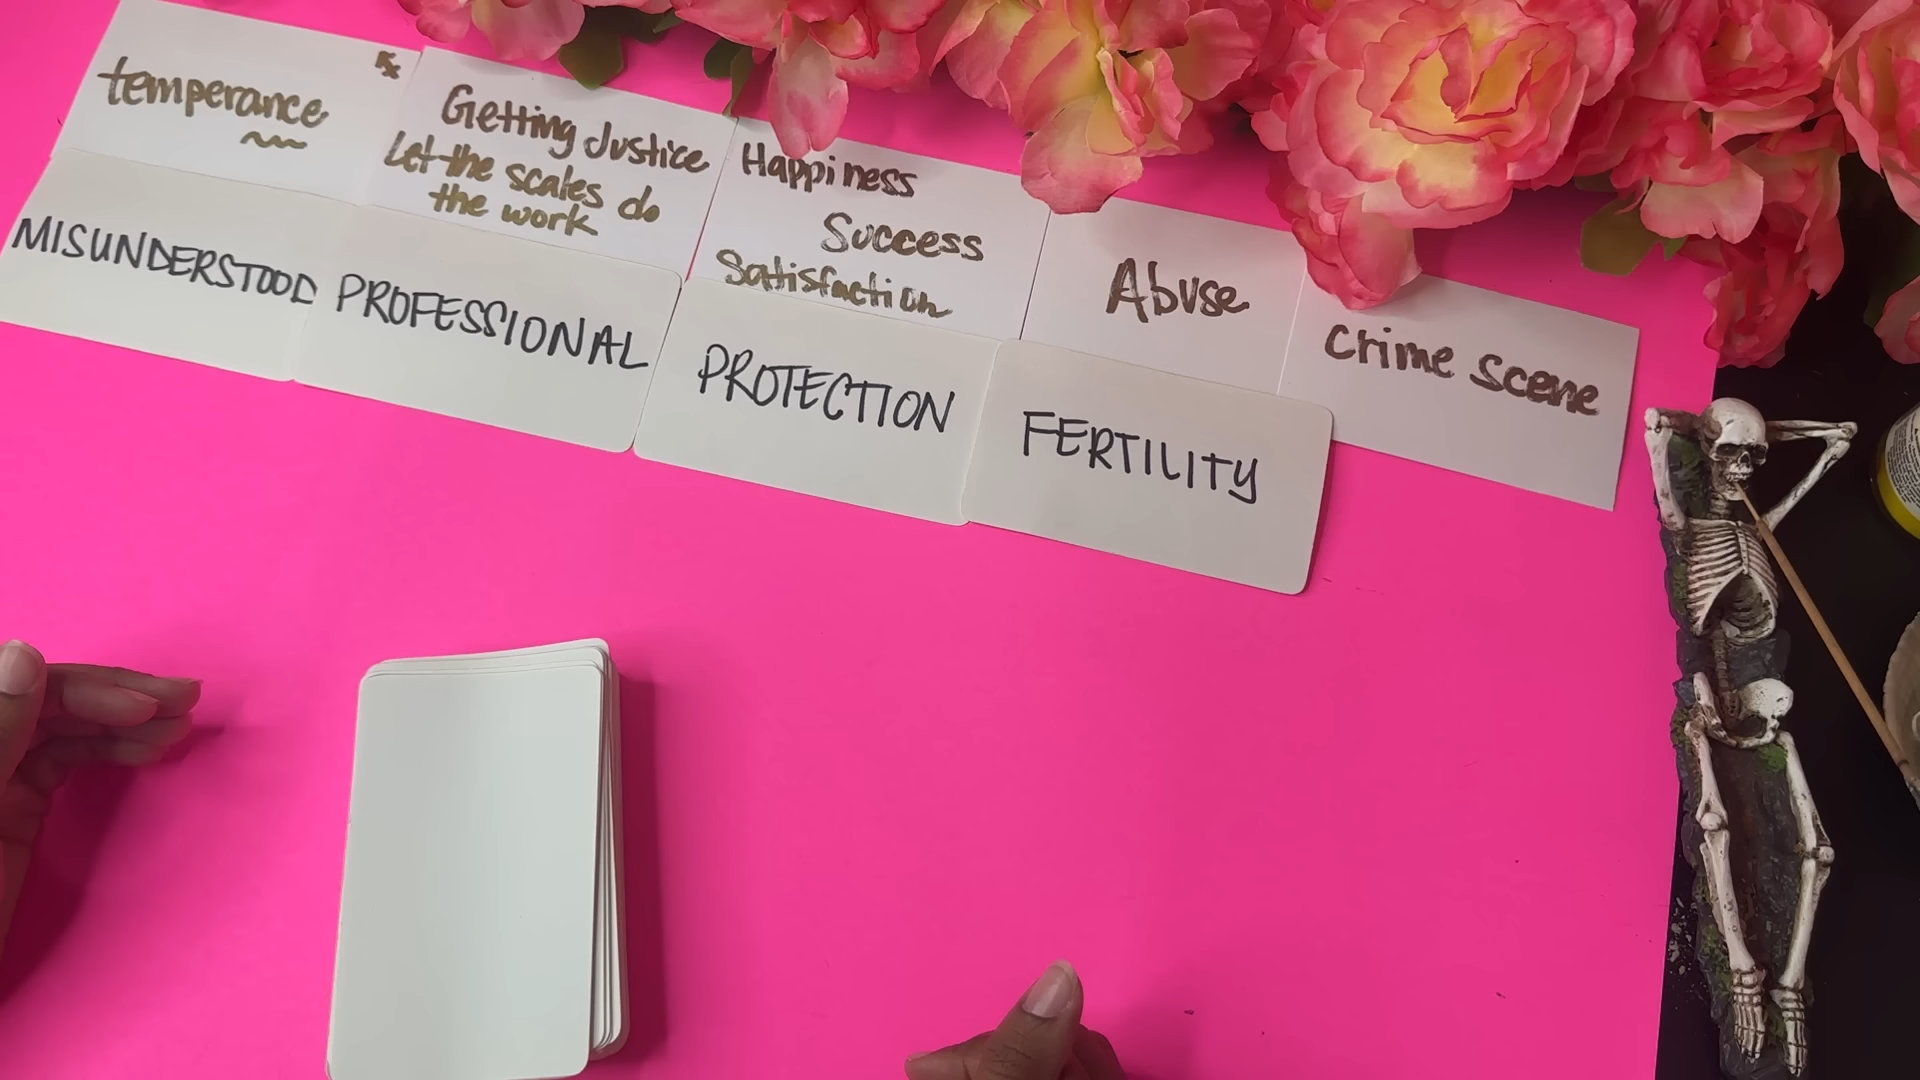 temperance
Getting Justice
Let the scales do
the work
Happiness
Success
Satisfaction
Abuse
Crime Scene
MISUNDERSTOOD
PROFESSIONAL
PROTECTION
FERTILITY